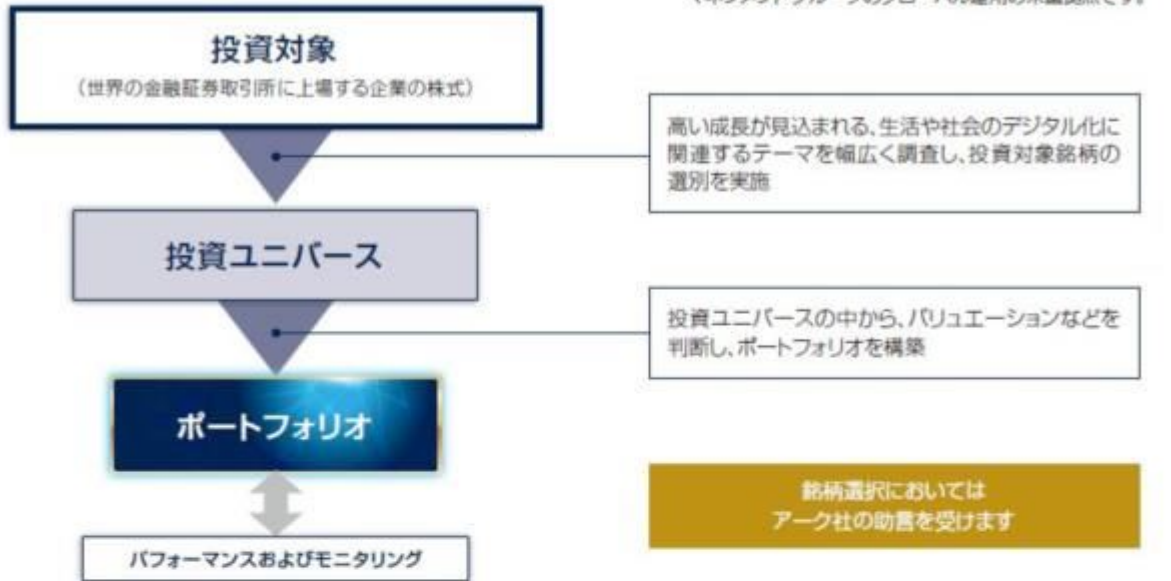 投資対象
（世界の金融証券取引所に上場する企業の株式）
高い成長が見込まれる、生活や社会のデジタル化に
関連するテーマを幅広く調査し、投資対象銘柄の
選別を実施
投資ユニバース
投資ユニバースの中から、バリュエーションなどを
判断し、ポートフォリオを構築
ポートフォリオ
銘柄選択においては
アーク社の助言を受けます
パフォーマンスおよびモニタリング